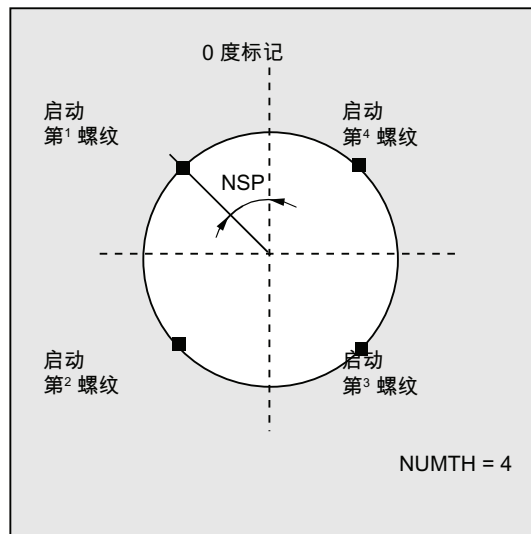 0 度标记
启动
第¹ 螺纹
启动
第⁴ 螺纹
NSP
启动
第² 螺纹
启动
第³ 螺纹
NUMTH = 4